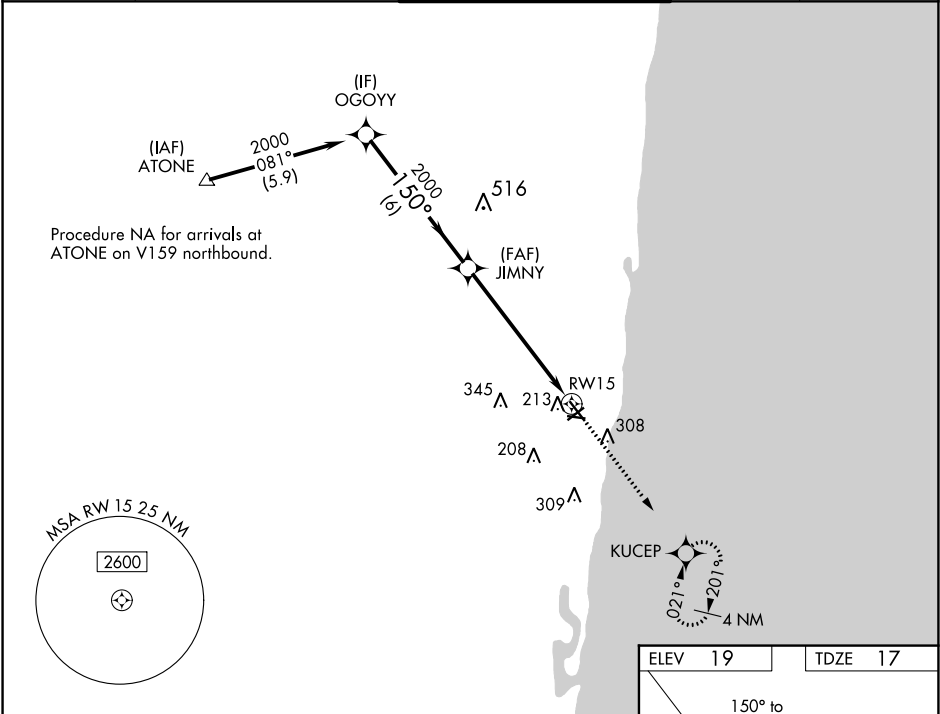 (IF)
OGOYY
(IAF)
ATONE
2000
081°
(5.9)
2000
150°
(6)
516
Procedure NA for arrivals at
ATONE on V159 northbound.
(FAF)
JIMNY
RW15
345
213
308
208
309
MSA RW 15 25 NM
2600
KUCEP
021°
201°
4 NM
ELEV 19
TDZE 17
150° to